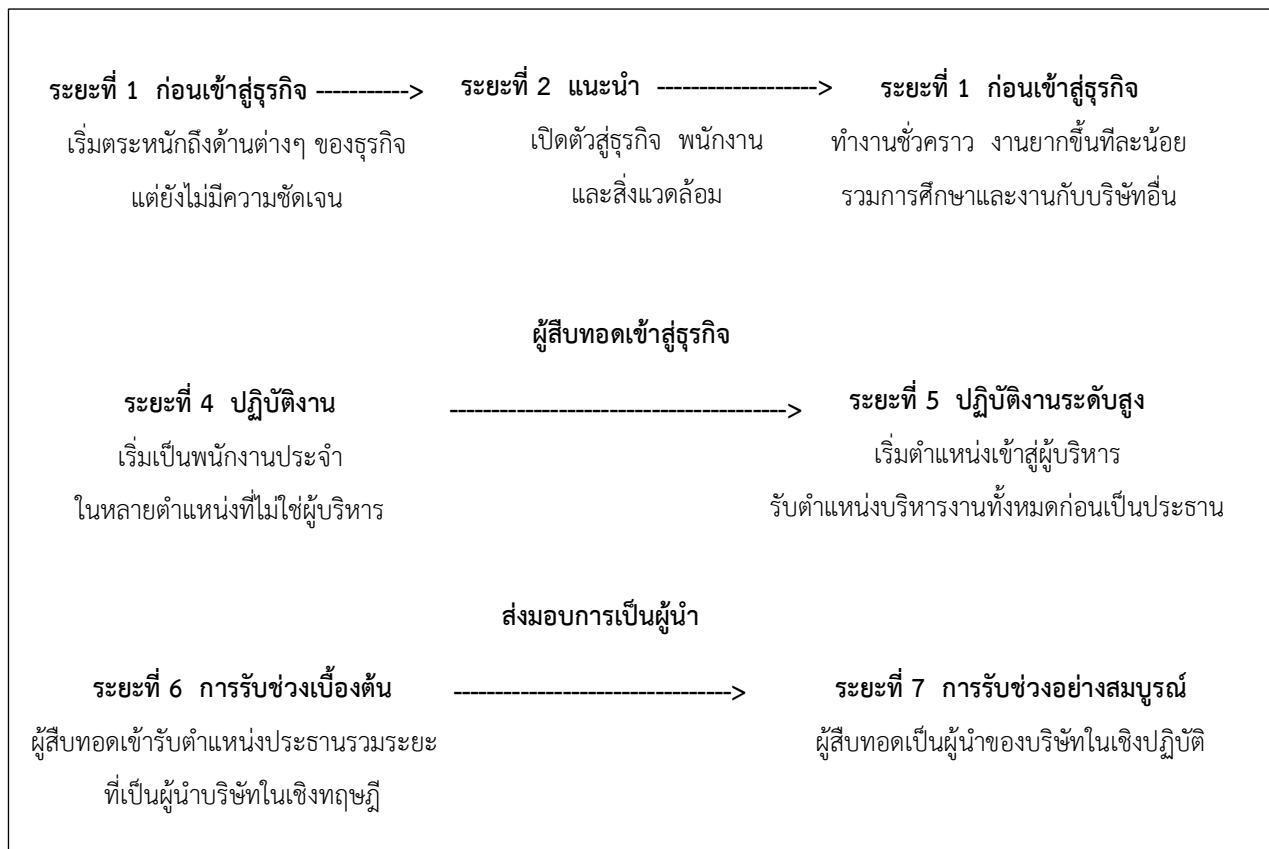 ระยะที่ 1 ก่อนเข้าสู่ธุรกิจ -----------> ระยะที่ 2 แนะนำ -------------------> ระยะที่ 1 ก่อนเข้าสู่ธุรกิจ
เริ่มตระหนักถึงด้านต่างๆ ของธุรกิจ เปิดตัวสู่ธุรกิจ พนักงาน ทำงานชั่วคราว งานยากขึ้นทีละน้อย
แต่ยังไม่มีความชัดเจน และสิ่งแวดล้อม รวมการศึกษาและงานกับบริษัทอื่น
ผู้สืบทอดเข้าสู่ธุรกิจ
ระยะที่ 4 ปฏิบัติงาน ----------------------------------------> ระยะที่ 5 ปฏิบัติงานระดับสูง
เริ่มเป็นพนักงานประจำ เริ่มตำแหน่งเข้าสู่ผู้บริหาร
ในหลายตำแหน่งที่ไม่ใช่ผู้บริหาร รับตำแหน่งบริหารงานทั้งหมดก่อนเป็นประธาน
ส่งมอบการเป็นผู้นำ
ระยะที่ 6 การรับช่วงเบื้องต้น ---------------------------------> ระยะที่ 7 การรับช่วงอย่างสมบูรณ์
ผู้สืบทอดเข้ารับตำแหน่งประธานรวมระยะ ผู้สืบทอดเป็นผู้นำของบริษัทในเชิงปฏิบัติ
ที่เป็นผู้นำบริษัทในเชิงทฤษฎี